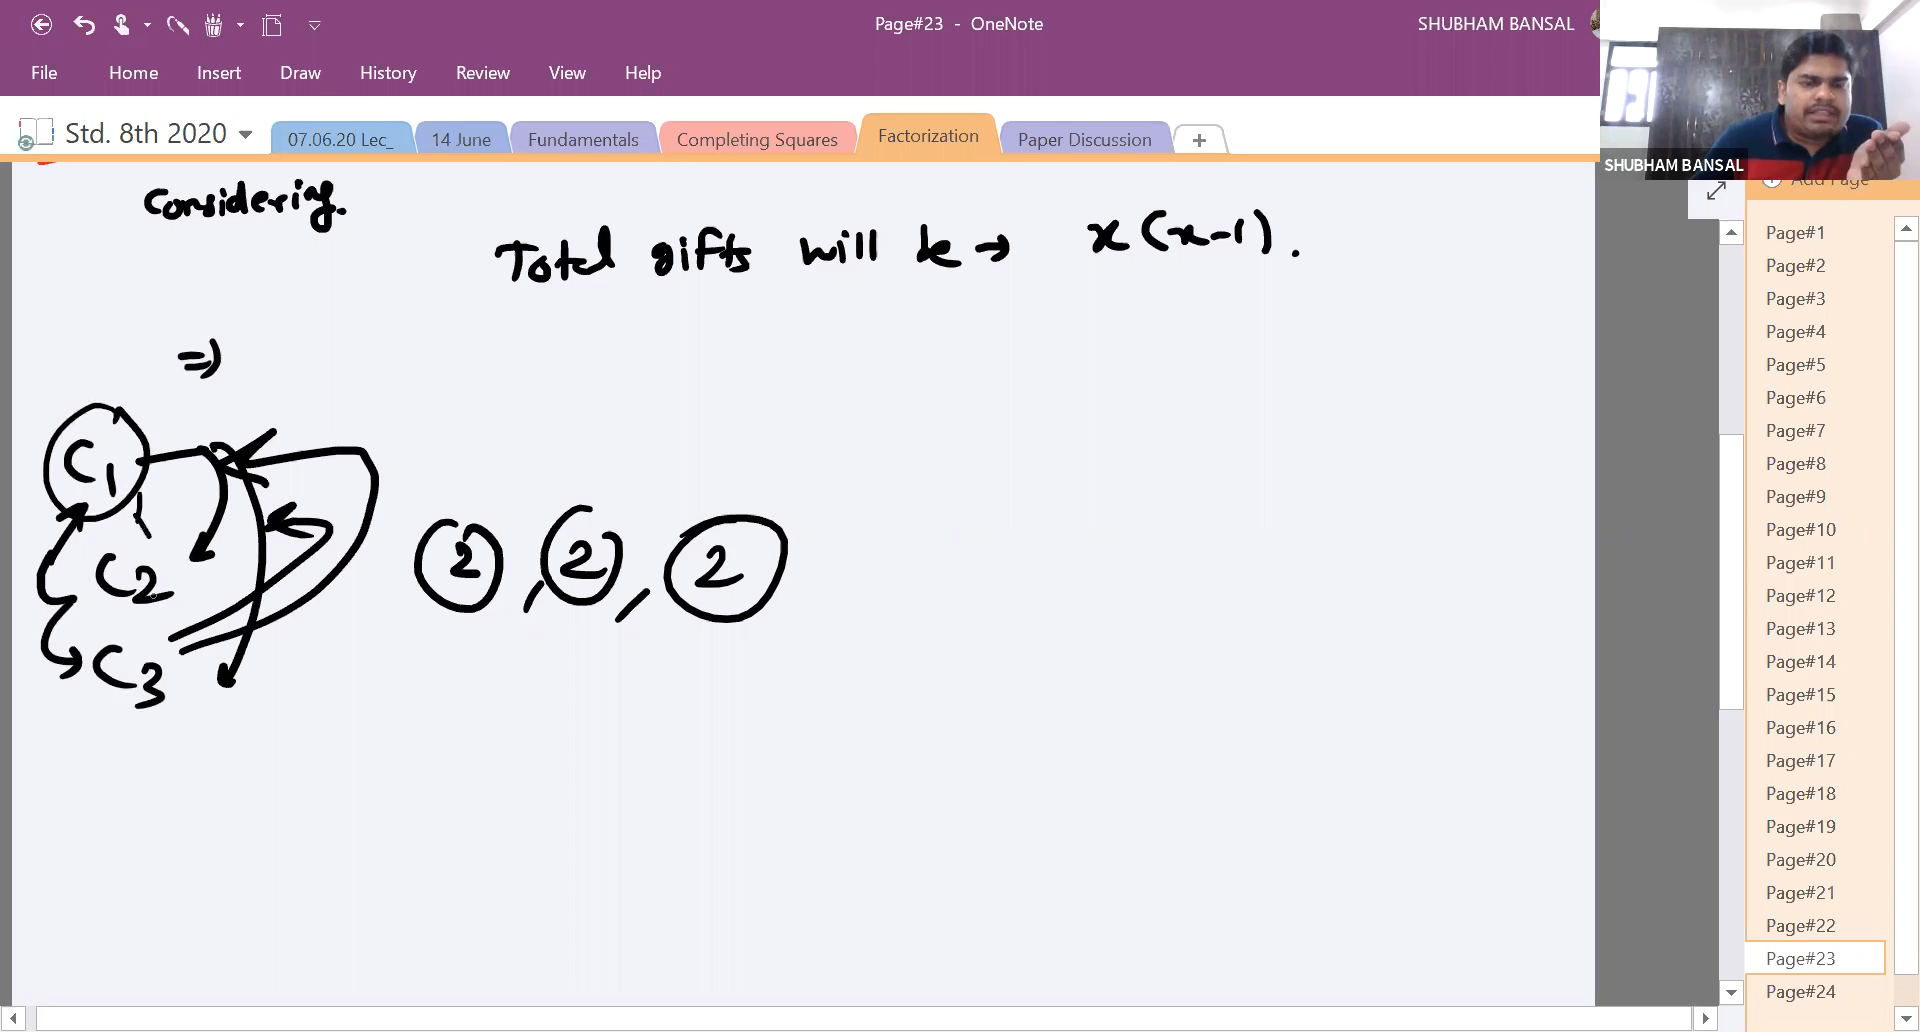 Page#23 - OneNote
SHUBHAM BANSAL
File Home Insert Draw History Review View Help
Std. 8th 2020
07.06.20 Lec_
14 June
Fundamentals
Completing Squares
Factorization
Paper Discussion
+
SHUBHAM BANSAL
Add Page
Considering.
Total gifts will be → x(x-1).
⇒
C1
C2
C3
2, 2, 2
Page#1
Page#2
Page#3
Page#4
Page#5
Page#6
Page#7
Page#8
Page#9
Page#10
Page#11
Page#12
Page#13
Page#14
Page#15
Page#16
Page#17
Page#18
Page#19
Page#20
Page#21
Page#22
Page#23
Page#24